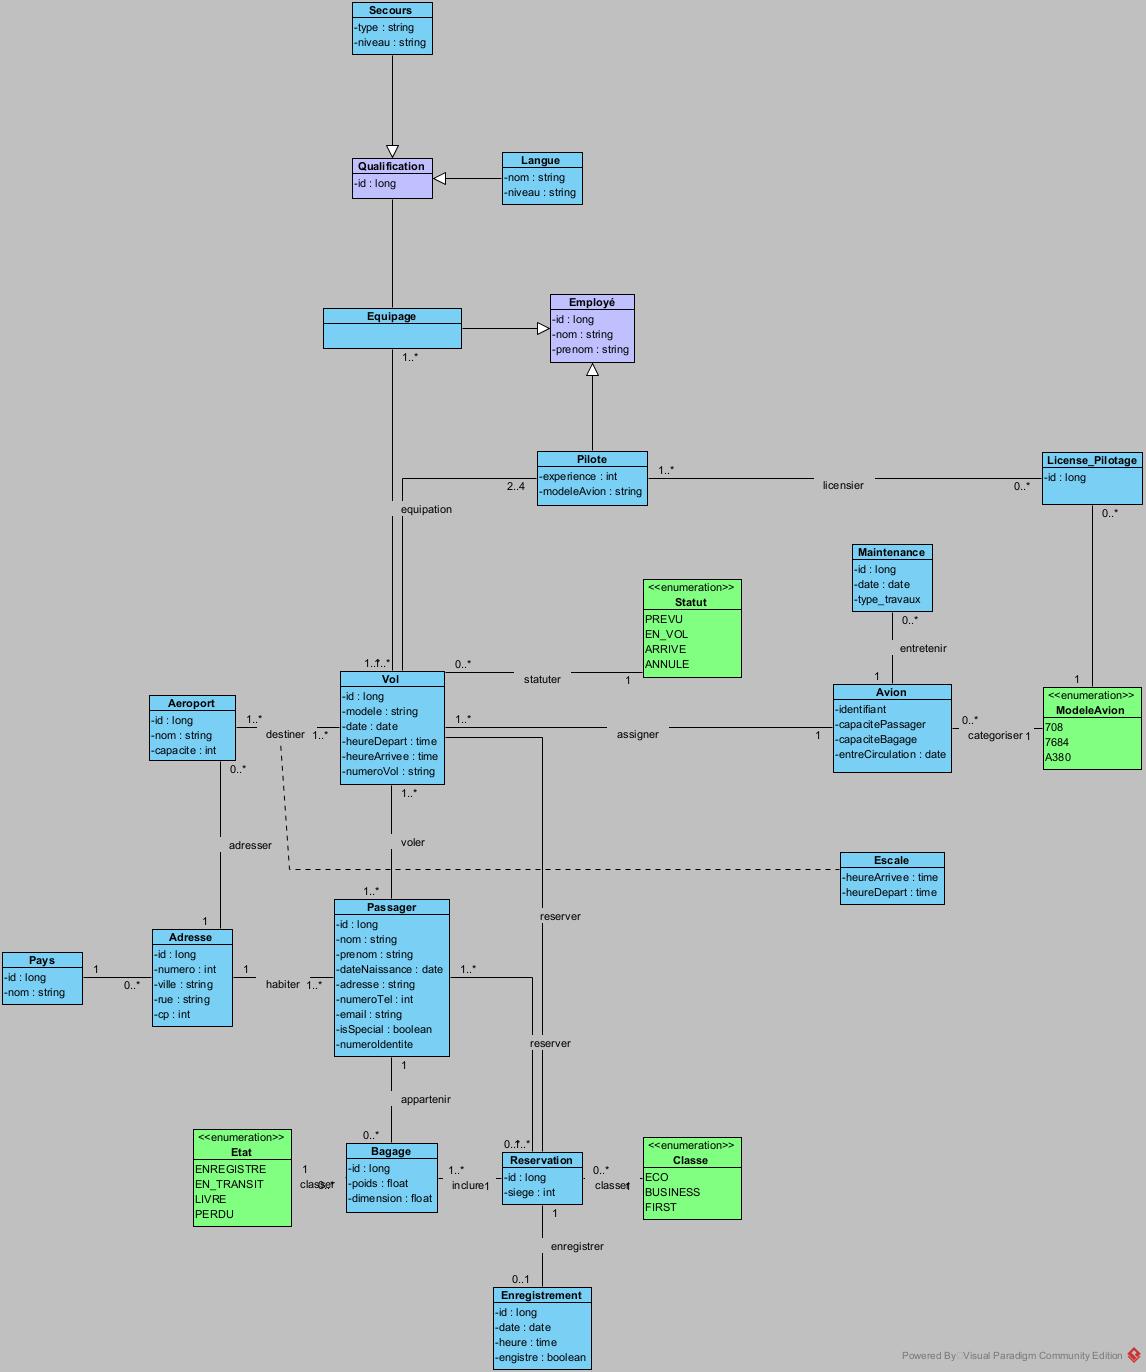 Secours
-type : string
-niveau : string
Qualification
-id : long
Langue
-nom : string
-niveau : string
Equipage
1..*
Employé
-id : long
-nom : string
-prenom : string
Pilote
-experience : int
-modeleAvion : string
2..4
1..*
licensier
0..*
License_Pilotage
-id : long
0..*
equipation
Maintenance
-id : long
-date : date
-type_travaux
0..*
entretenir
1
<<enumeration>>
Statut
PREVU
EN_VOL
ARRIVE
ANNULE
0..*
statuter
1
1..*
1..*
Vol
-id : long
-modele : string
-date : date
-heureDepart : time
-heureArrivee : time
-numeroVol : string
Aeroport
-id : long
-nom : string
-capacite : int
1..*
destiner
1..*
0..*
1..*
assigner
1
Avion
-identifiant
-capacitePassager
-capaciteBagage
-entreCirculation : date
0..*
categoriser
1
1
<<enumeration>>
ModeleAvion
708
7684
A380
1..*
voler
1..*
adresser
1
Escale
-heureArrivee : time
-heureDepart : time
reserver
Pays
-id : long
-nom : string
1
0..*
Adresse
-id : long
-numero : int
-ville : string
-rue : string
-cp : int
1
habiter
1..*
Passager
-id : long
-nom : string
-prenom : string
-dateNaissance : date
-adresse : string
-numeroTel : int
-email : string
-isSpecial : boolean
-numeroIdentite
1..*
reserver
1
appartenir
0..*
<<enumeration>>
Etat
ENREGISTRE
EN_TRANSIT
LIVRE
PERDU
1
classer
0..*
Bagage
-id : long
-poids : float
-dimension : float
1..*
inclure
1
0..*
1..*
Reservation
-id : long
-siege : int
0..*
classer
1
<<enumeration>>
Classe
ECO
BUSINESS
FIRST
1
enregistrer
0..1
Enregistrement
-id : long
-date : date
-heure : time
-engistre : boolean
Powered By Visual Paradigm Community Edition